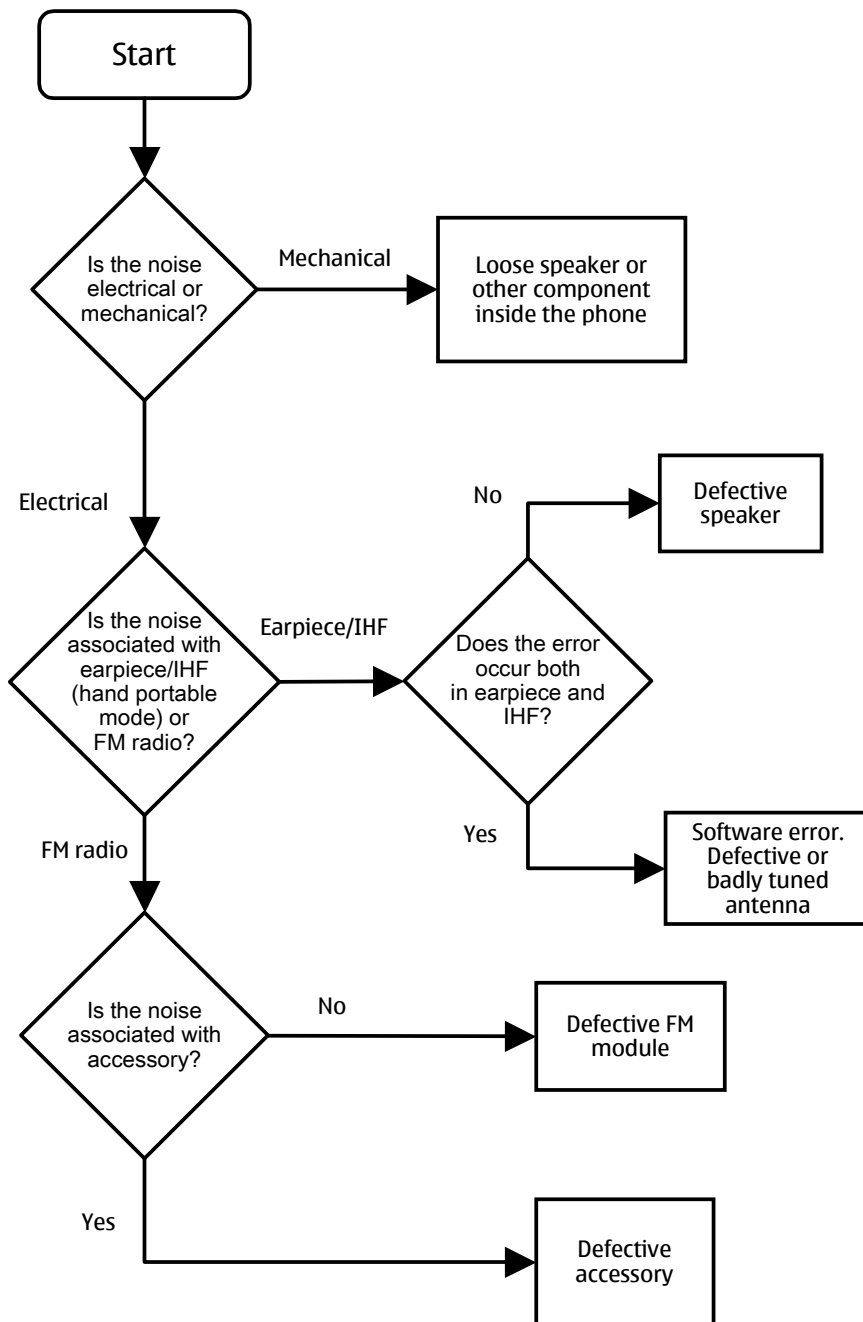 Start
Is the noise
electrical or
mechanical?
Mechanical
Loose speaker or
other component
inside the phone
Electrical
Is the noise
associated with
earpiece/IHF
(hand portable
mode) or
FM radio?
Earpiece/IHF
Does the error
occur both
in earpiece and
IHF?
No
Defective
speaker
Yes
Software error.
Defective or
badly tuned
antenna
FM radio
Is the noise
associated with
accessory?
No
Defective FM
module
Yes
Defective
accessory